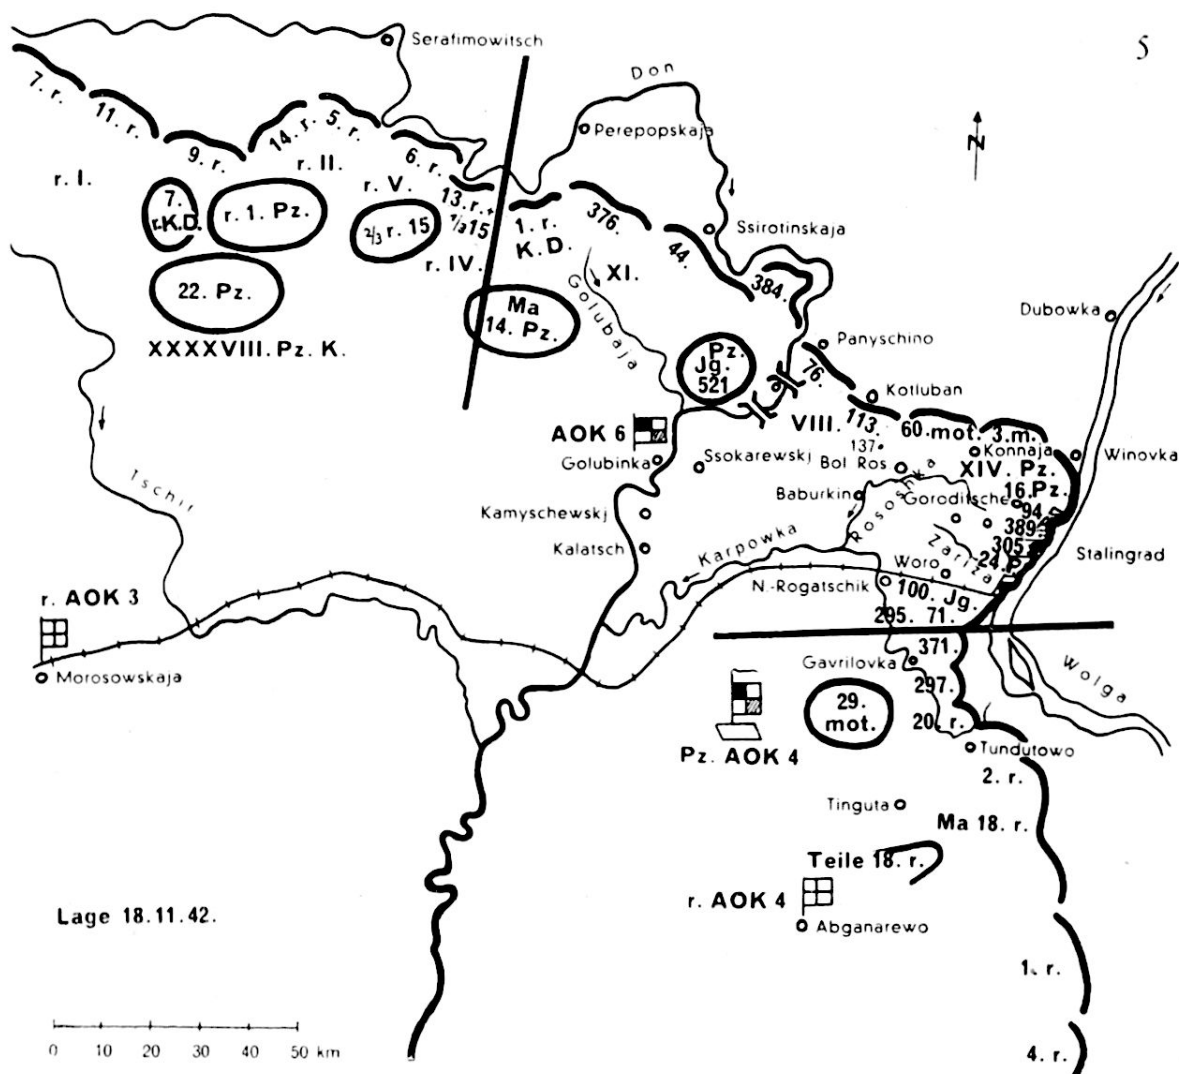 5
Serafimowitsch
Don
Perepopskaja
N
7. r.
11. r.
9. r.
14. r.
5. r.
6. r.
13. r. +
1/3 15
1. r.
K.D.
376.
44.
384.
Ssirotinskaja
r. I.
r. II.
r. V.
r. IV.
XI.
7.
r.K.D.
r. 1. Pz.
2/3 r. 15
22. Pz.
XXXXVIII. Pz. K.
Ma
14. Pz.
Golubaja
Pz.
Jg.
521
Dubowka
Panyschino
76.
Kotluban
VIII.
113.
60. mot.
3. m.
AOK 6
137.
Konnaja
Winovka
Golubinka
Ssokarewskj
Bol Ros
XIV. Pz.
16. Pz.
Baburkin
Rososhka
Goroditsche
94.
389.
305.
24. P
Kamyschewskj
Kalatsch
Karpowka
Zariza
Stalingrad
Woro
N.-Rogatschik
100. Jg.
295. 71.
Tschir
r. AOK 3
Morosowskaja
371.
Gavrilovka
297.
Wolga
29.
mot.
20. r.
Pz. AOK 4
Tundutowo
2. r.
Tinguta
Ma 18. r.
Teile 18. r.
r. AOK 4
Abganarewo
Lage 18.11.42.
1. r.
4. r.
0 10 20 30 40 50 km